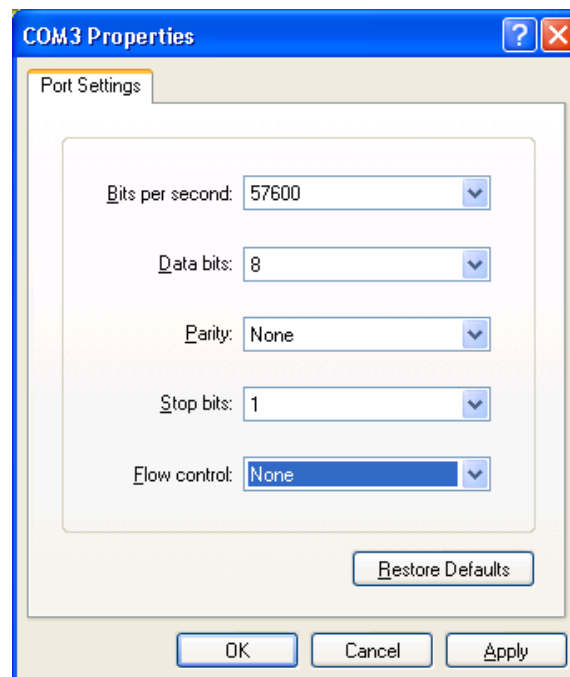 COM3 Properties
Port Settings
Bits per second: 57600
Data bits: 8
Parity: None
Stop bits: 1
Flow control: None
Restore Defaults
OK Cancel Apply